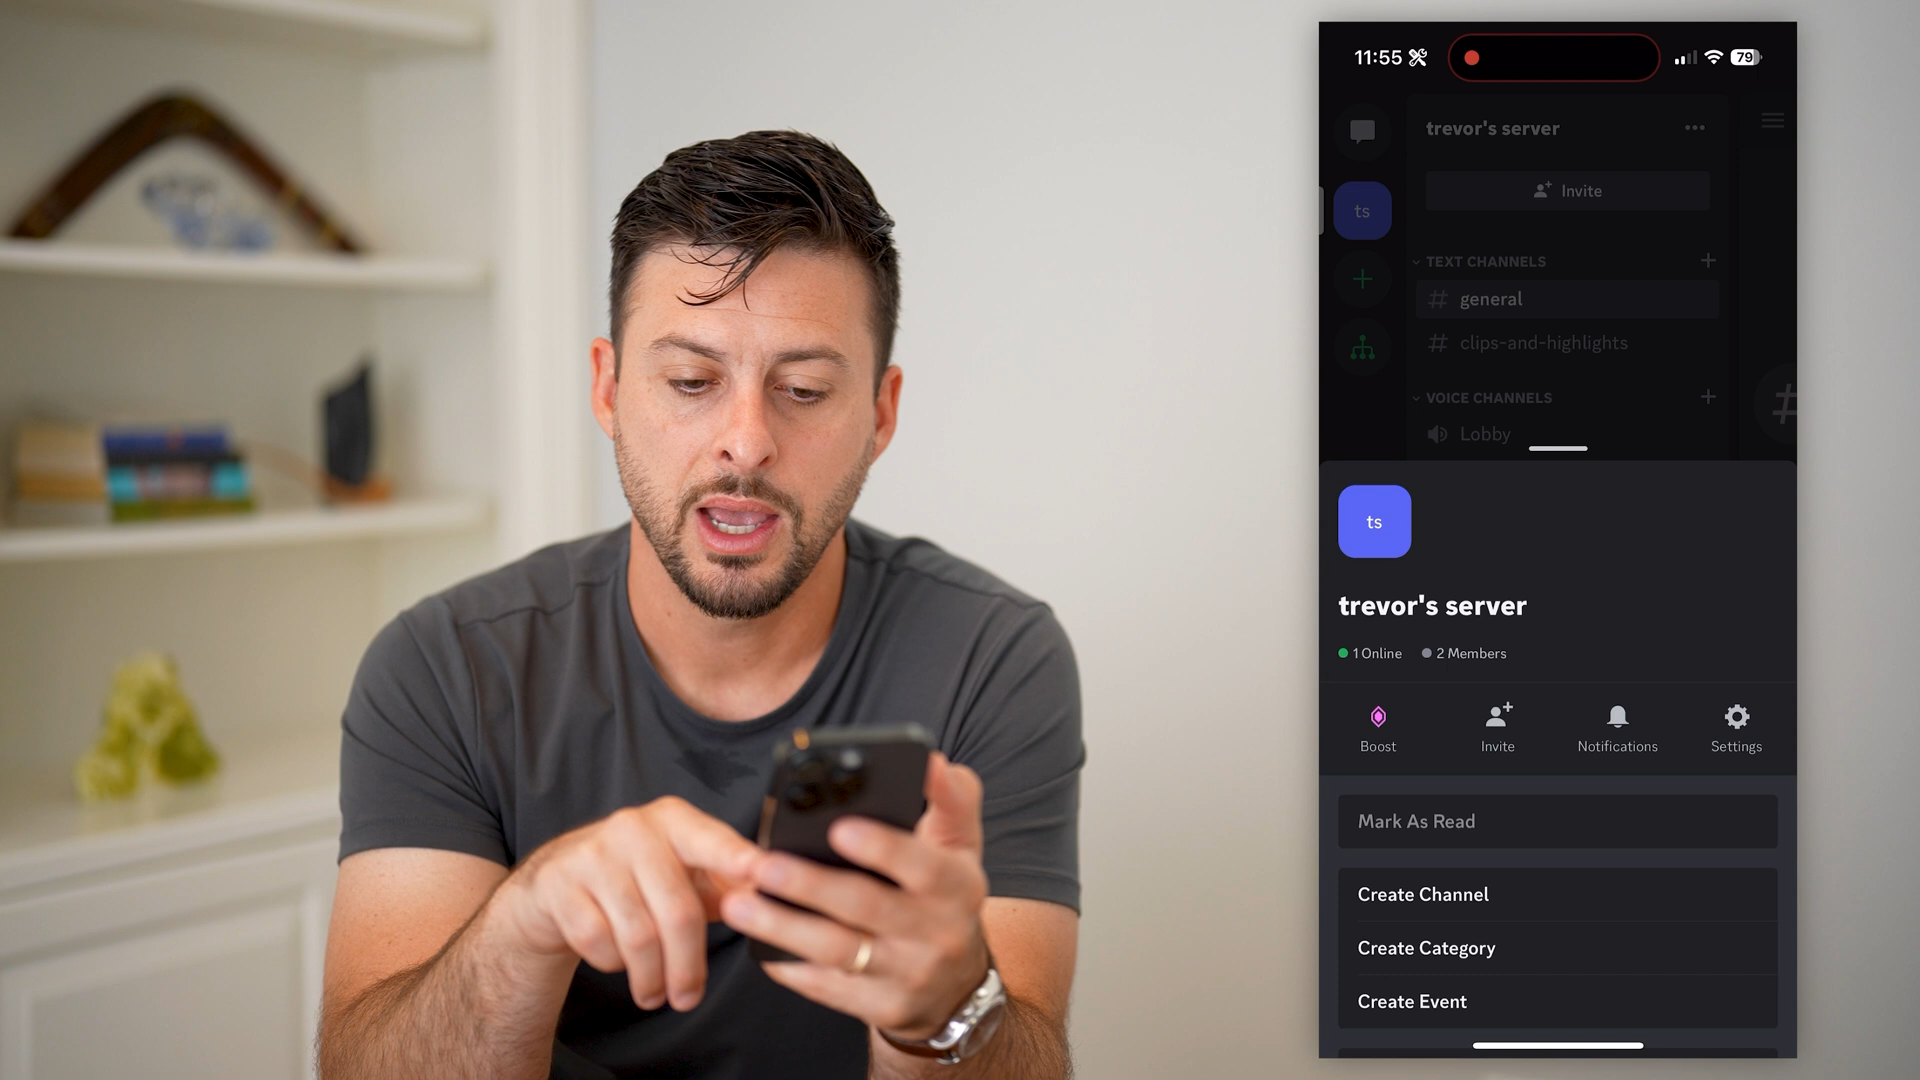 11:55
79
trevor's server
Invite
ts
TEXT CHANNELS
general
clips-and-highlights
VOICE CHANNELS
Lobby
ts
trevor's server
1 Online 2 Members
Boost Invite Notifications Settings
Mark As Read
Create Channel
Create Category
Create Event